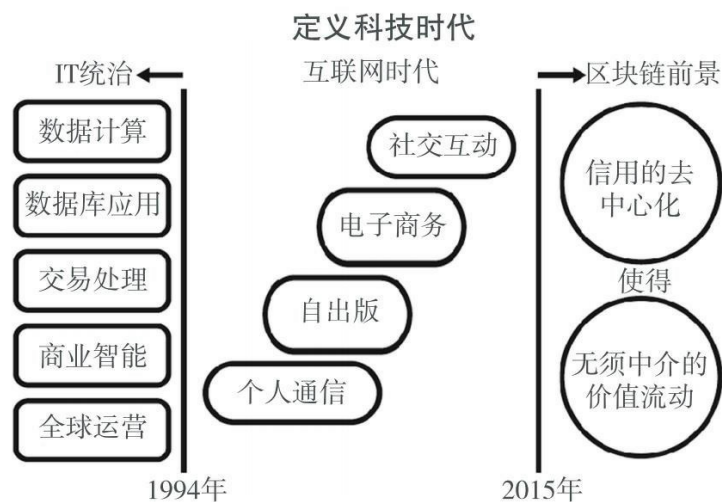 定义科技时代
IT统治
互联网时代
区块链前景
数据计算
数据库应用
交易处理
商业智能
全球运营
社交互动
电子商务
自出版
个人通信
信用的去
中心化
使得
无须中介的
价值流动
1994年
2015年